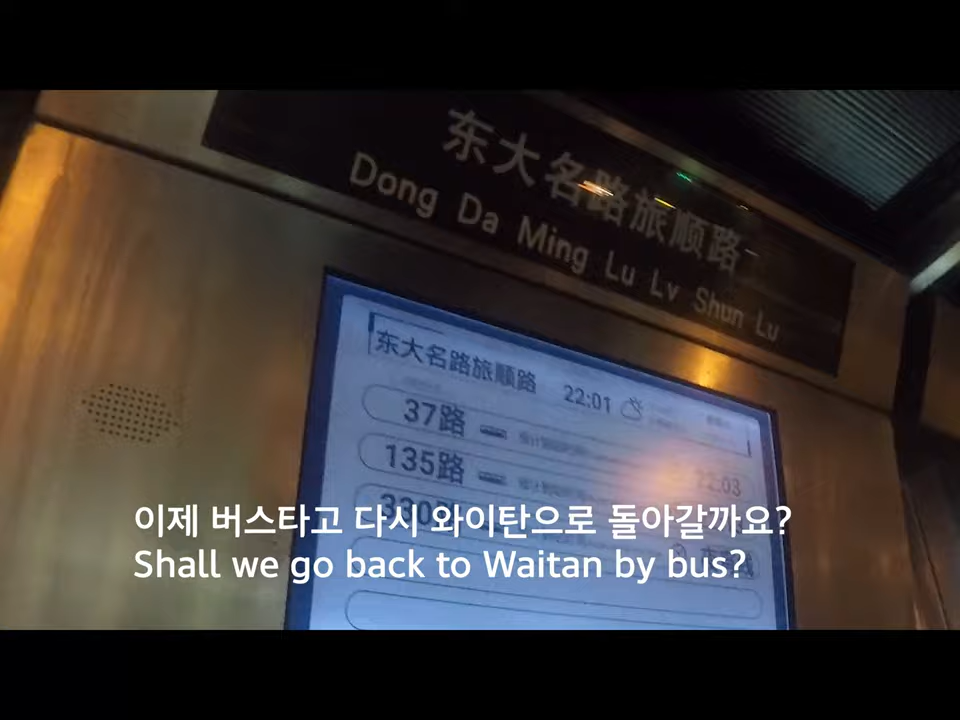 东大名路旅顺路
Dong Da Ming Lu Lv Shun Lu
东大名路旅顺路 22:01
37路
135路 22:03
이제 버스타고 다시 와이탄으로 돌아갈까요?
Shall we go back to Waitan by bus?